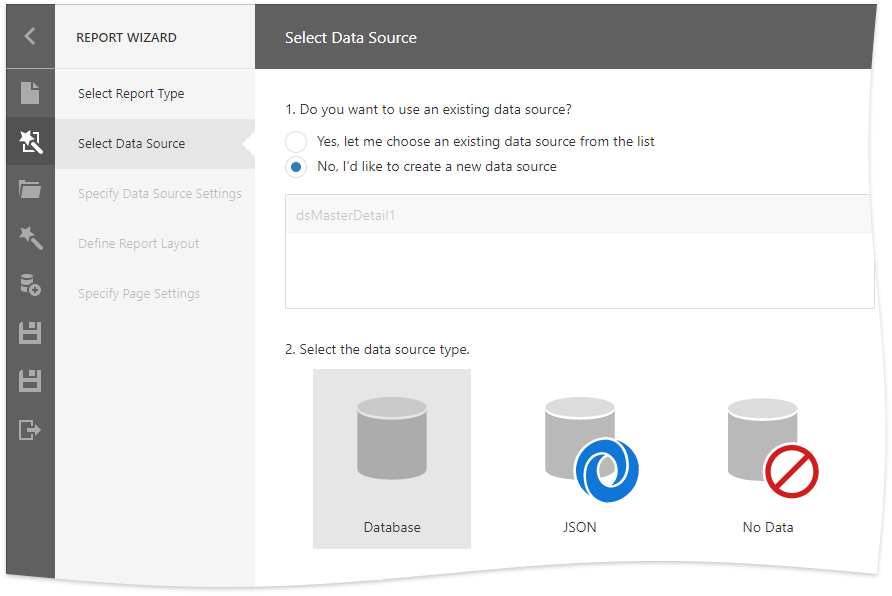 REPORT WIZARD
Select Data Source
Select Report Type
Select Data Source
Specify Data Source Settings
Define Report Layout
Specify Page Settings
1. Do you want to use an existing data source?
Yes, let me choose an existing data source from the list
No, I'd like to create a new data source
dsMasterDetail1
2. Select the data source type.
Database
JSON
No Data